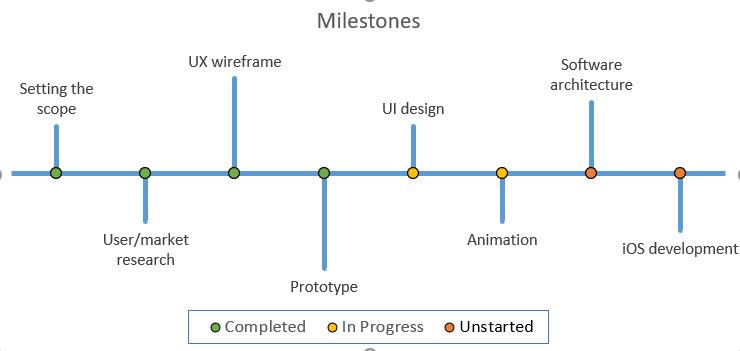 Milestones
Setting the
scope
User/market
research
UX wireframe
Prototype
UI design
Animation
Software
architecture
iOS development
Completed
In Progress
Unstarted